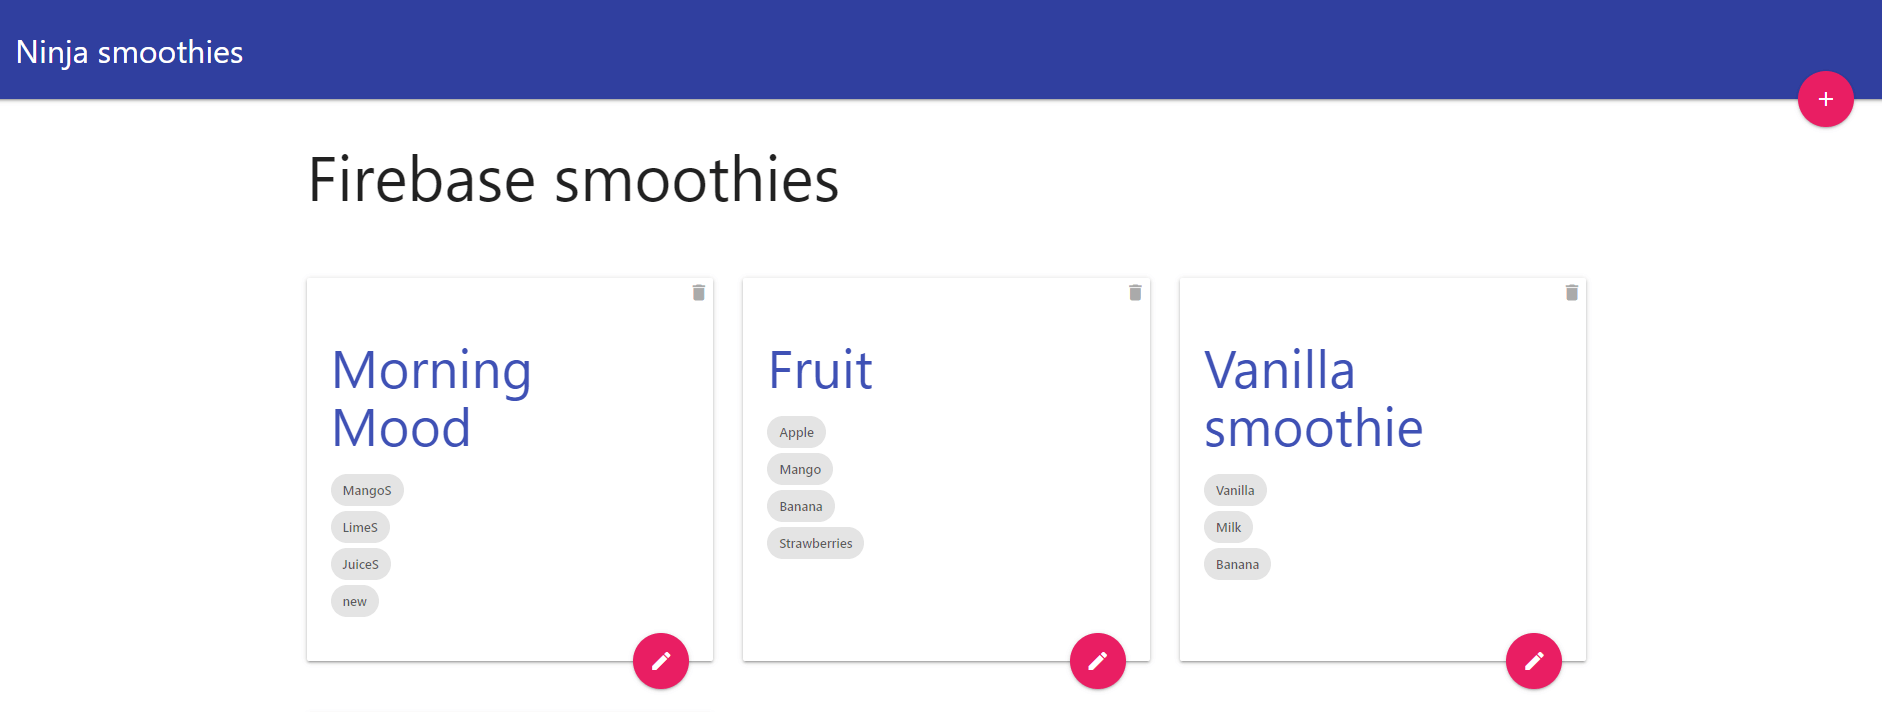 Ninja smoothies
Firebase smoothies
Morning
Mood
MangoS
LimeS
JuiceS
new
Fruit
Apple
Mango
Banana
Strawberries
Vanilla
smoothie
Vanilla
Milk
Banana